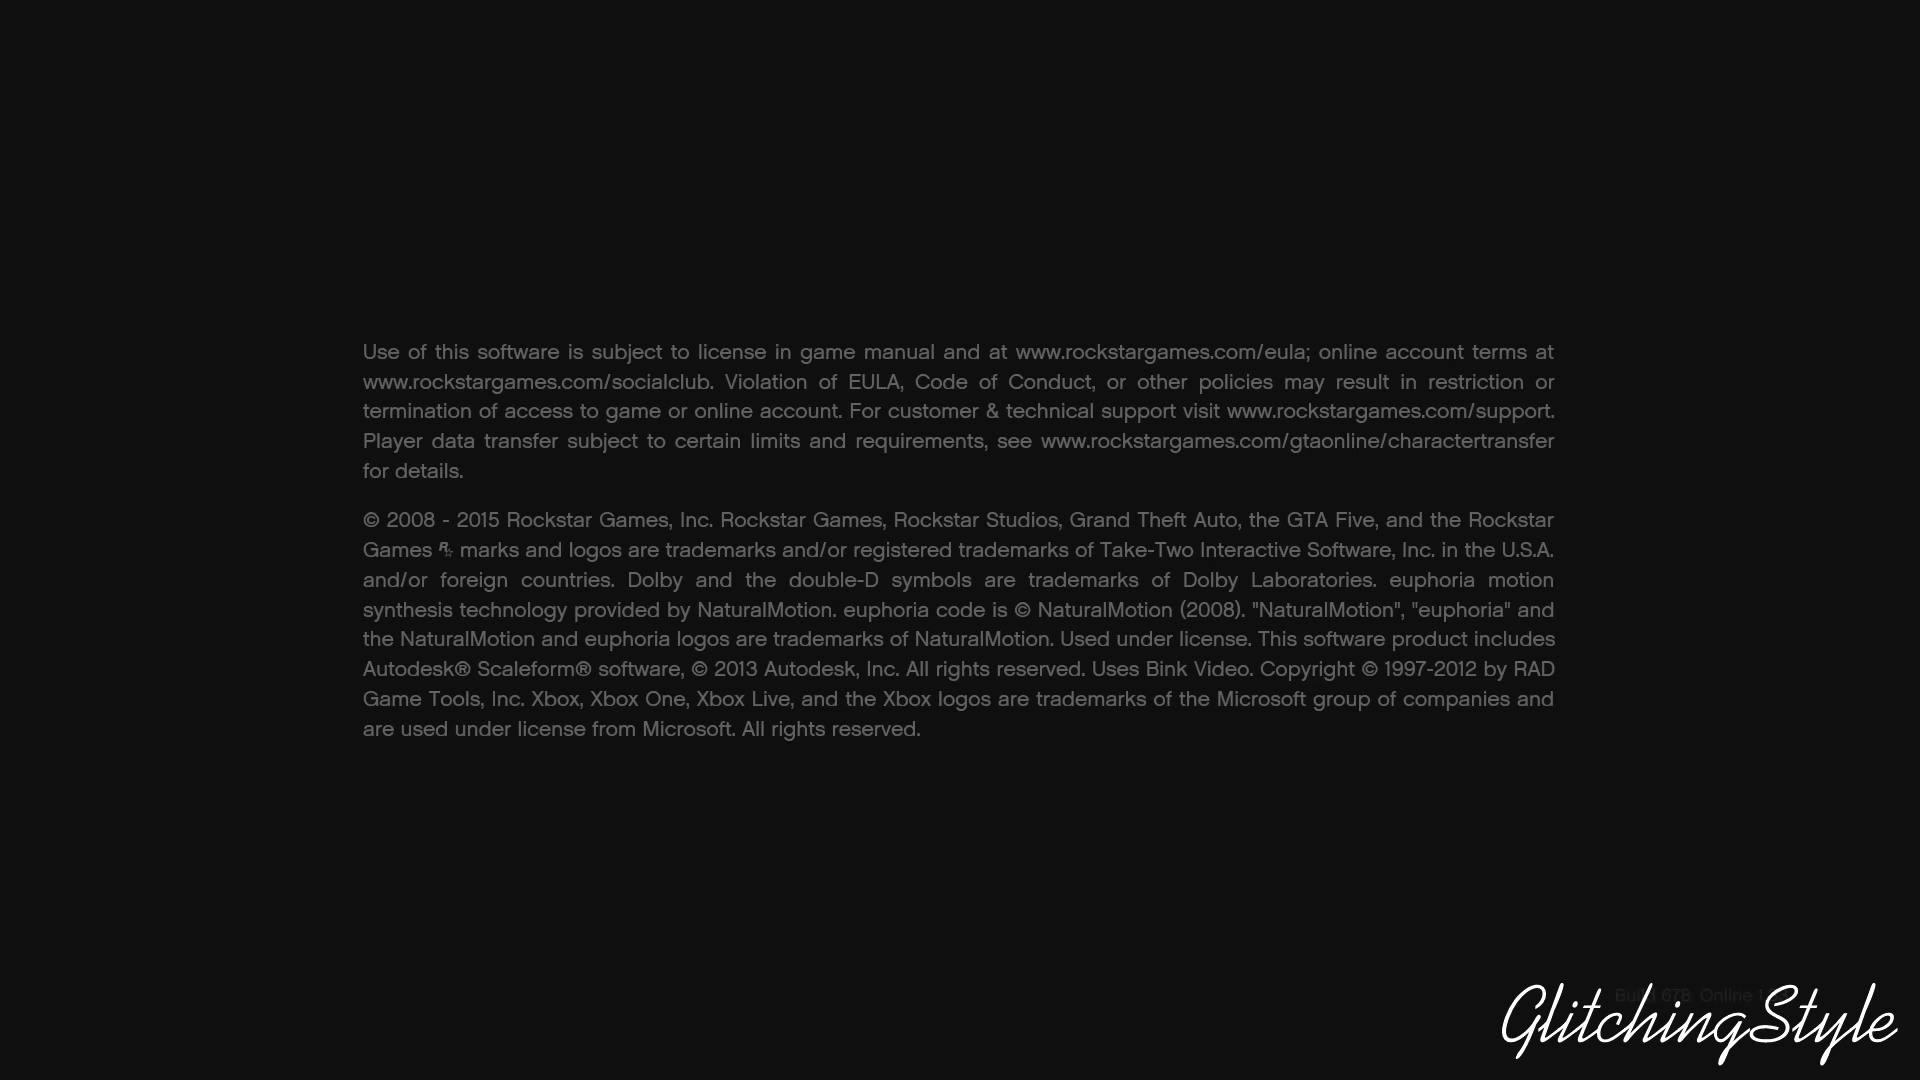 Use of this software is subject to license in game manual and at www.rockstargames.com/eula; online account terms at
www.rockstargames.com/socialclub. Violation of EULA, Code of Conduct, or other policies may result in restriction or
termination of access to game or online account. For customer & technical support visit www.rockstargames.com/support.
Player data transfer subject to certain limits and requirements, see www.rockstargames.com/gtaonline/charactertransfer
for details.
© 2008 - 2015 Rockstar Games, Inc. Rockstar Games, Rockstar Studios, Grand Theft Auto, the GTA Five, and the Rockstar
Games R☆ marks and logos are trademarks and/or registered trademarks of Take-Two Interactive Software, Inc. in the U.S.A.
and/or foreign countries. Dolby and the double-D symbols are trademarks of Dolby Laboratories. euphoria motion
synthesis technology provided by NaturalMotion. euphoria code is © NaturalMotion (2008). "NaturalMotion", "euphoria" and
the NaturalMotion and euphoria logos are trademarks of NaturalMotion. Used under license. This software product includes
Autodesk® Scaleform® software, © 2013 Autodesk, Inc. All rights reserved. Uses Bink Video. Copyright © 1997-2012 by RAD
Game Tools, Inc. Xbox, Xbox One, Xbox Live, and the Xbox logos are trademarks of the Microsoft group of companies and
are used under license from Microsoft. All rights reserved.
Online
GlitchingStyle